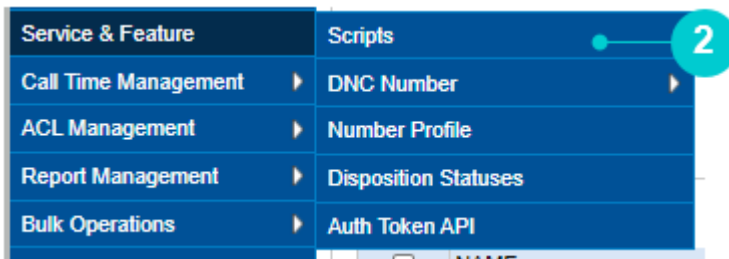 Service & Feature
Call Time Management
ACL Management
Report Management
Bulk Operations
Scripts
DNC Number
Number Profile
Disposition Statuses
Auth Token API
2
NAME